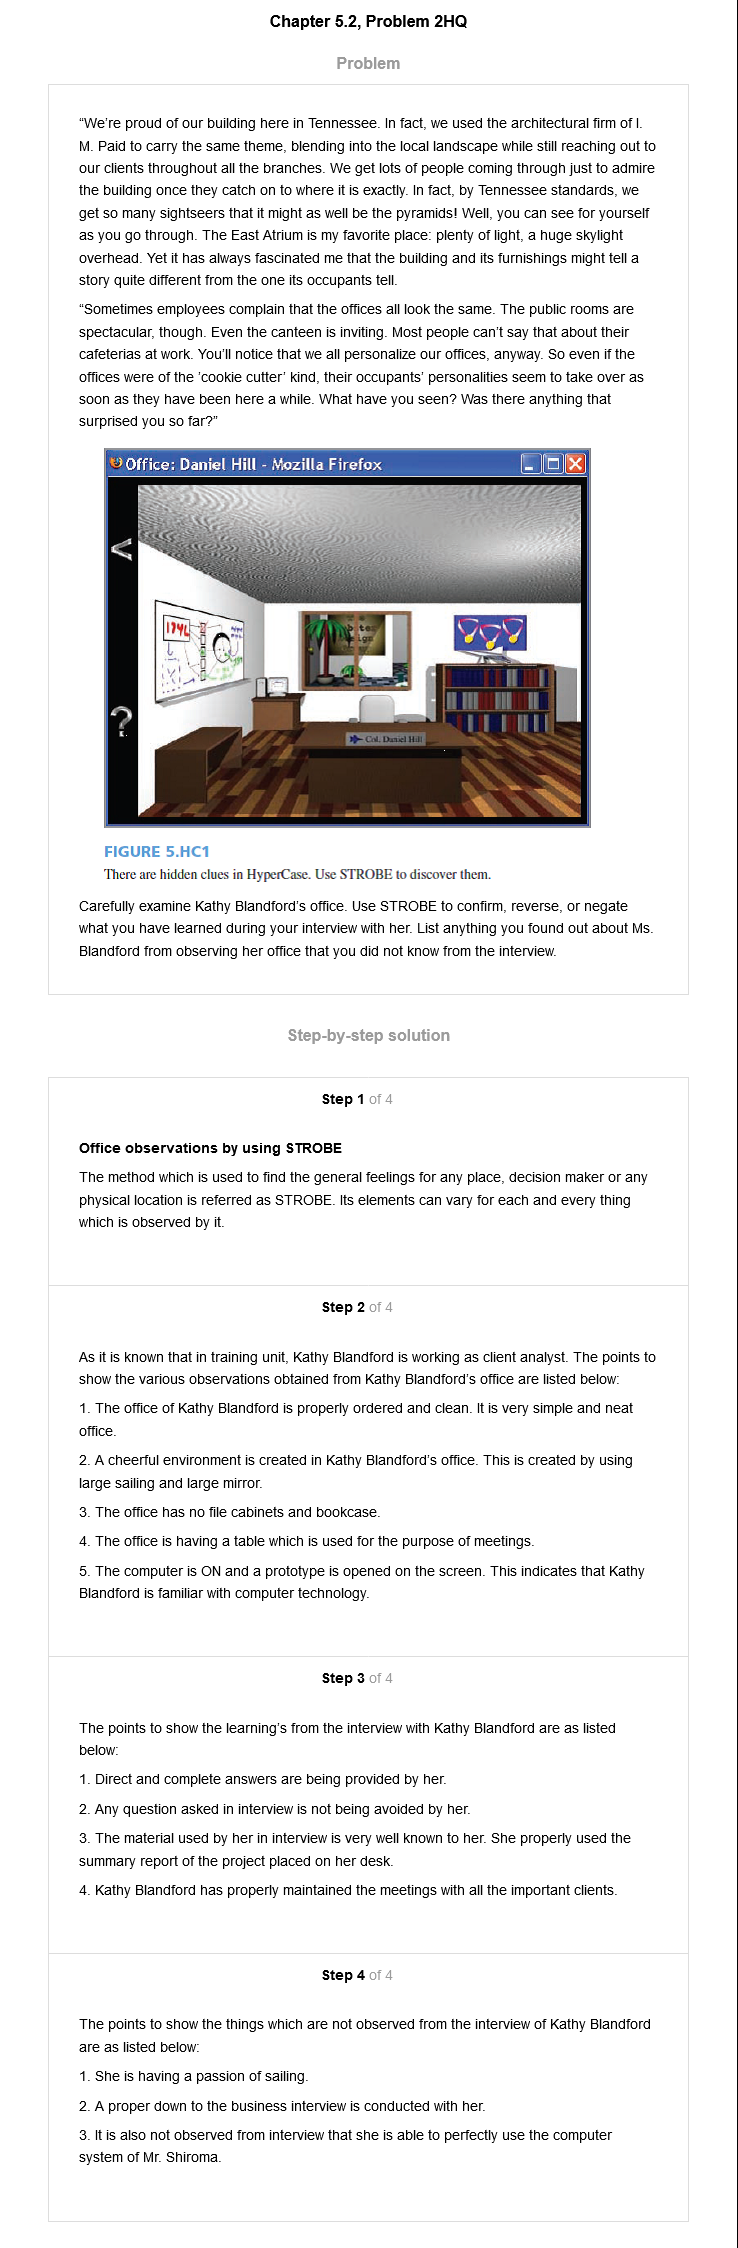 Chapter 5.2, Problem 2HQ
Problem
“We’re proud of our building here in Tennessee. In fact, we used the architectural firm of I.
M. Paid to carry the same theme, blending into the local landscape while still reaching out to
our clients throughout all the branches. We get lots of people coming through just to admire
the building once they catch on to where it is exactly. In fact, by Tennessee standards, we
get so many sightseers that it might as well be the pyramids! Well, you can see for yourself
as you go through. The East Atrium is my favorite place: plenty of light, a huge skylight
overhead. Yet it has always fascinated me that the building and its furnishings might tell a
story quite different from the one its occupants tell.
“Sometimes employees complain that the offices all look the same. The public rooms are
spectacular, though. Even the canteen is inviting. Most people can’t say that about their
cafeterias at work. You’ll notice that we all personalize our offices, anyway. So even if the
offices were of the ’cookie cutter’ kind, their occupants’ personalities seem to take over as
soon as they have been here a while. What have you seen? Was there anything that
surprised you so far?”
Office: Daniel Hill - Mozilla Firefox
<
174L
?
Col. Daniel Hill
FIGURE 5.HC1
There are hidden clues in HyperCase. Use STROBE to discover them.
Carefully examine Kathy Blandford’s office. Use STROBE to confirm, reverse, or negate
what you have learned during your interview with her. List anything you found out about Ms.
Blandford from observing her office that you did not know from the interview.
Step-by-step solution
Step 1 of 4
Office observations by using STROBE
The method which is used to find the general feelings for any place, decision maker or any
physical location is referred as STROBE. Its elements can vary for each and every thing
which is observed by it.
Step 2 of 4
As it is known that in training unit, Kathy Blandford is working as client analyst. The points to
show the various observations obtained from Kathy Blandford’s office are listed below:
1. The office of Kathy Blandford is properly ordered and clean. It is very simple and neat
office.
2. A cheerful environment is created in Kathy Blandford’s office. This is created by using
large sailing and large mirror.
3. The office has no file cabinets and bookcase.
4. The office is having a table which is used for the purpose of meetings.
5. The computer is ON and a prototype is opened on the screen. This indicates that Kathy
Blandford is familiar with computer technology.
Step 3 of 4
The points to show the learning’s from the interview with Kathy Blandford are as listed
below:
1. Direct and complete answers are being provided by her.
2. Any question asked in interview is not being avoided by her.
3. The material used by her in interview is very well known to her. She properly used the
summary report of the project placed on her desk.
4. Kathy Blandford has properly maintained the meetings with all the important clients.
Step 4 of 4
The points to show the things which are not observed from the interview of Kathy Blandford
are as listed below:
1. She is having a passion of sailing.
2. A proper down to the business interview is conducted with her.
3. It is also not observed from interview that she is able to perfectly use the computer
system of Mr. Shiroma.